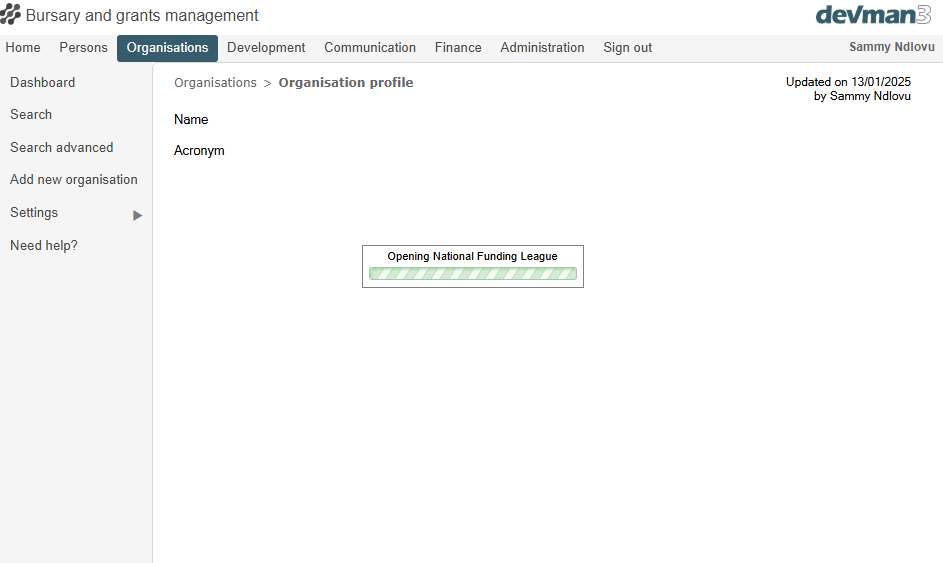 Bursary and grants management
devman3
Home Persons Organisations Development Communication Finance Administration Sign out Sammy Ndlovu
Dashboard
Search
Search advanced
Add new organisation
Settings
Need help?
Organisations > Organisation profile
Updated on 13/01/2025
by Sammy Ndlovu
Name
Acronym
Opening National Funding League